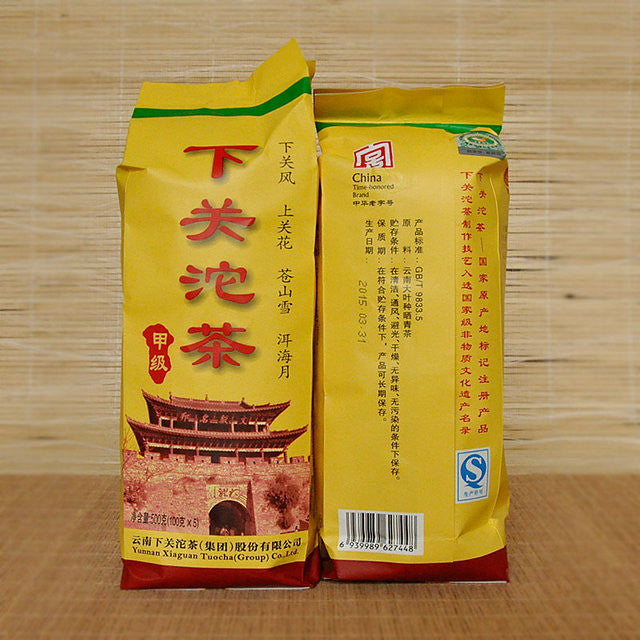 下关沱茶
甲级
下关风 上关花 苍山雪 洱海月
净含量:500克(100克×5)
云南下关沱茶(集团)股份有限公司
Yunnan Xiaguan Tuocha(Group) Co.,Ltd.
China
Time-honored
Brand
中华老字号
下关沱茶——国家原产地标记注册产品
下关沱茶制作技艺入选国家级非物质文化遗产名录
产品标准: GB/T 9833.5
原 料: 云南大叶种晒青茶
贮存条件: 在清洁、通风、避光、干燥、无异味、无污染的条件下保存。
保 质 期: 在符合贮存条件下,产品可长期保存。
生产日期:
2015.03.31
生产许可
6 939989 627448